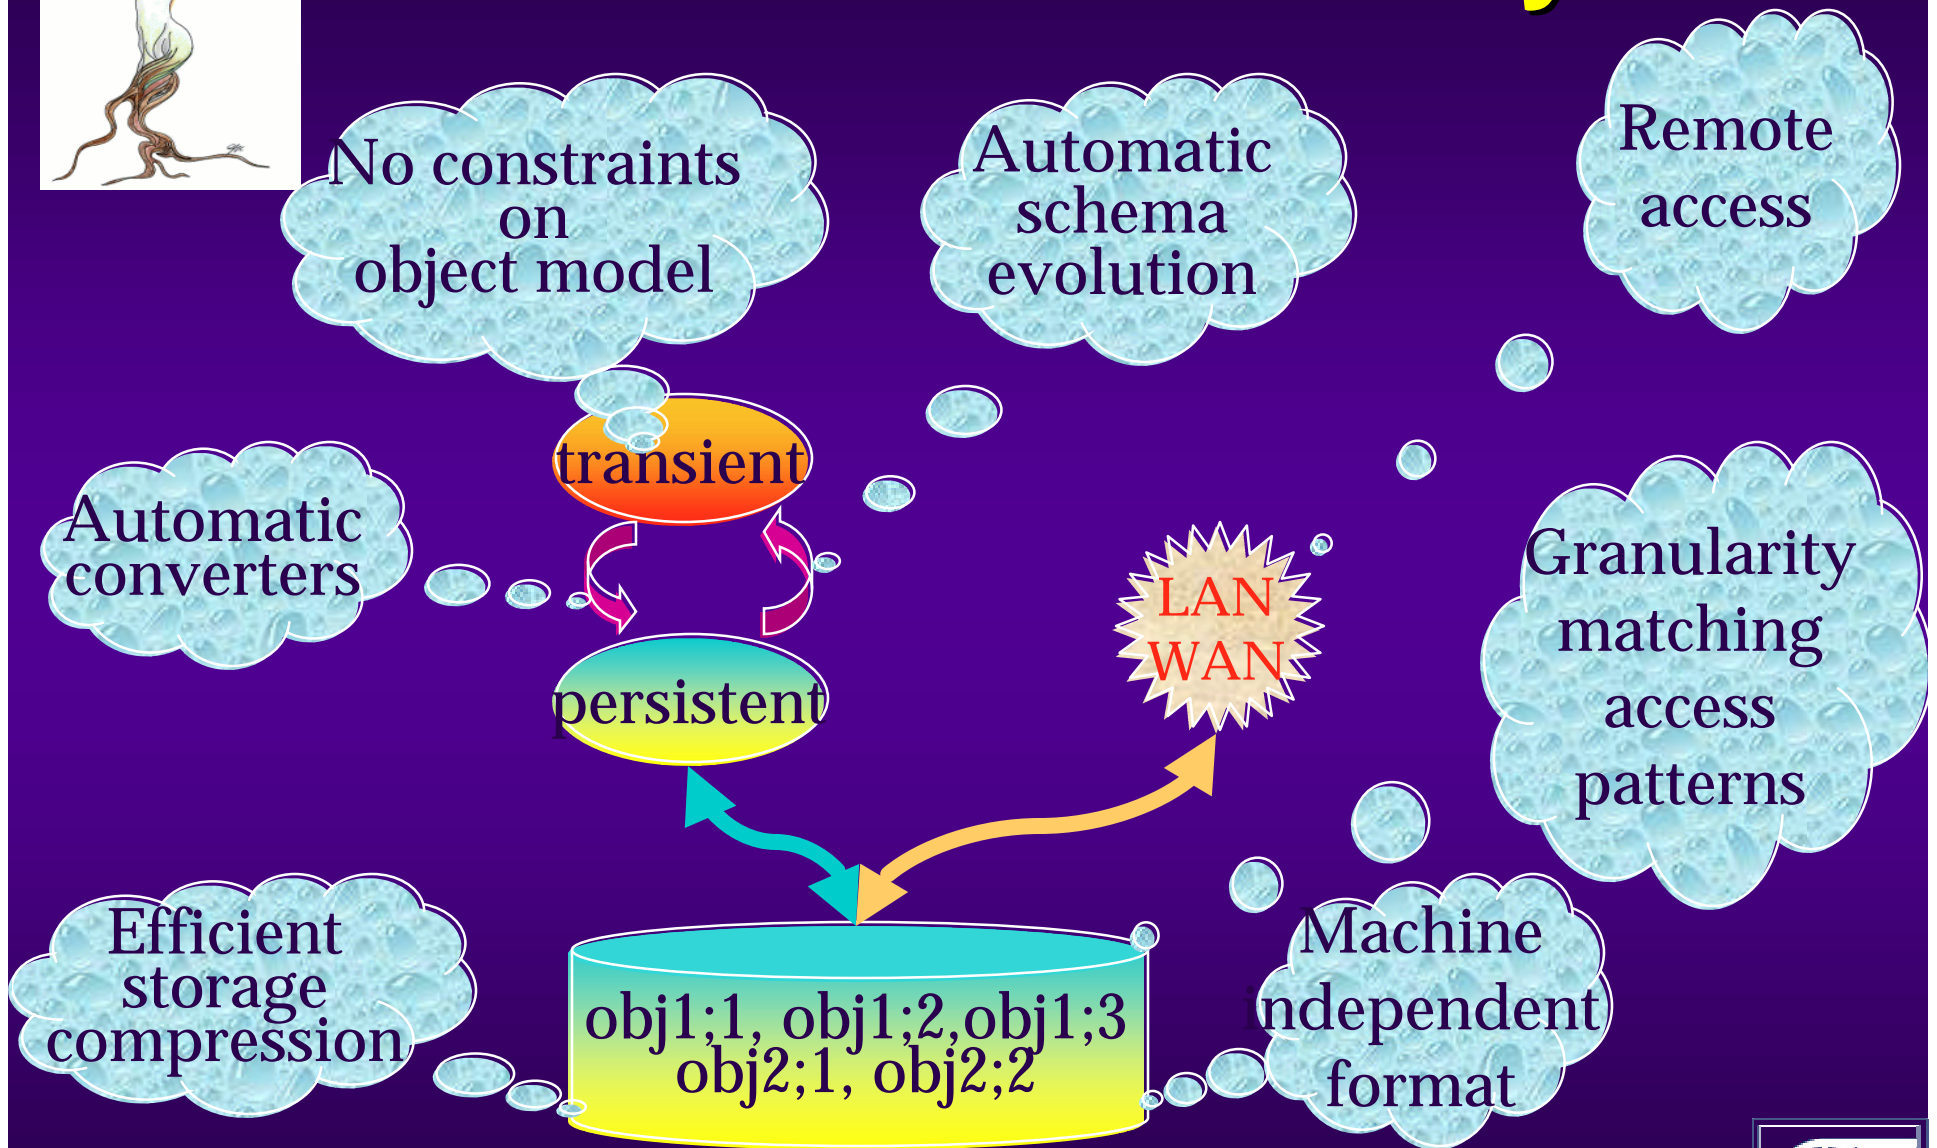 No constraints
on
object model
Automatic
schema
evolution
Remote
access
transient
Automatic
converters
LAN
WAN
Granularity
matching
access
patterns
persistent
Efficient
storage
compression
obj1;1, obj1;2,obj1;3
obj2;1, obj2;2
Machine
independent
format